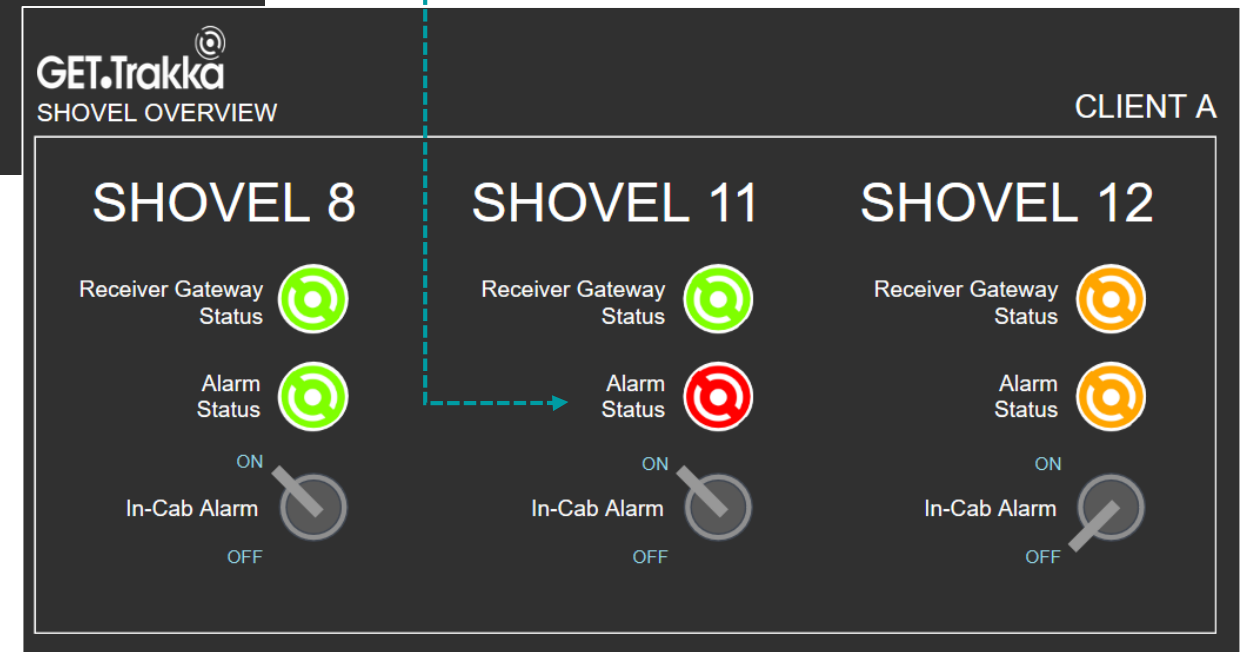 GET.Trakka
SHOVEL OVERVIEW
CLIENT A
SHOVEL 8
Receiver Gateway
Status
Alarm
Status
ON
In-Cab Alarm
OFF
SHOVEL 11
Receiver Gateway
Status
Alarm
Status
ON
In-Cab Alarm
OFF
SHOVEL 12
Receiver Gateway
Status
Alarm
Status
ON
In-Cab Alarm
OFF